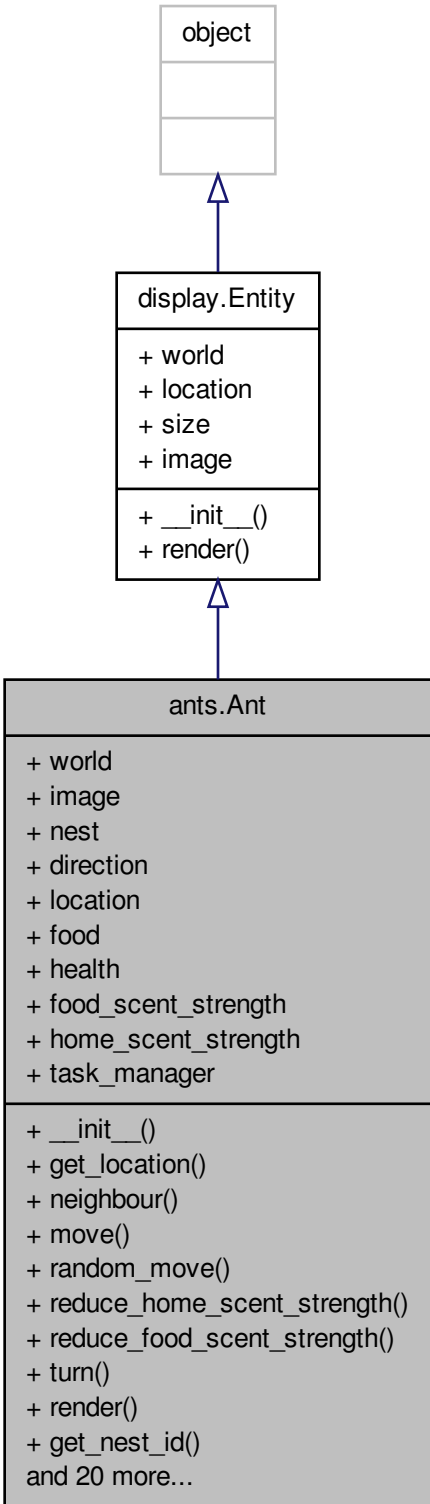 object
display.Entity
+ world
+ location
+ size
+ image
+ __init__()
+ render()
ants.Ant
+ world
+ image
+ nest
+ direction
+ location
+ food
+ health
+ food_scent_strength
+ home_scent_strength
+ task_manager
+ __init__()
+ get_location()
+ neighbour()
+ move()
+ random_move()
+ reduce_home_scent_strength()
+ reduce_food_scent_strength()
+ turn()
+ render()
+ get_nest_id()
and 20 more...